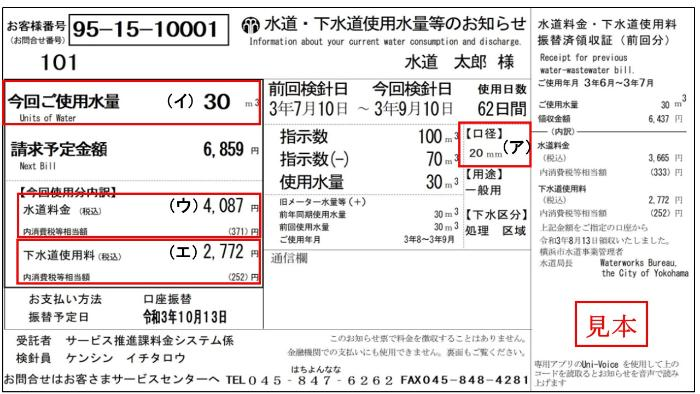 お客様番号 95-15-10001
(お問合せ番号)
水道・下水道使用水量等のお知らせ
Information about your current water consumption and discharge.
101
水道 太郎 様
今回ご使用水量 (イ) 30 m3
Units of Water
請求予定金額 6,859 円
Next Bill
【今回使用分内訳】
水道料金 (税込) (ウ) 4,087 円
内消費税等相当額 (371) 円
下水道使用料 (税込) (エ) 2,772 円
内消費税等相当額 (252) 円
お支払い方法 口座振替
振替予定日 令和3年10月13日
前回検針日 今回検針日 使用日数
3年7月10日 ～3年9月10日 62日間
指示数 100 m3
指示数(-) 70 m3
使用水量 30 m3
旧メーター水量等(+)
前年同期使用水量 30 m3
前回使用水量 30 m3
ご使用年月 3年8～3年9月
【口径】
20 mm (ア)
【用途】
一般用
【下水区分】
処理 区域
通信欄
受託者 サービス推進課料金システム係
検針員 ケンシン イチタロウ
このお知らせ票で料金を徴収することはありません。
金融機関での支払いにも使用できません。裏面もご覧ください。
はちよんなな
お問合せはお客さまサービスセンターへ TEL045-847-6262 FAX045-848-4281
水道料金・下水道使用料
振替済領収証(前回分)
Receipt for previous
water-wastewater bill.
ご使用年月 3年6月～3年7月
ご使用水量 30 m3
領収金額 6,437 円
(内訳)
水道料金
(税込) 3,665 円
内消費税等相当額 (333) 円
下水道使用料
(税込) 2,772 円
内消費税等相当額 (252) 円
上記金額をご指定の口座から
令和3年8月13日領収いたしました。
横浜市水道事業管理者
水道局長 Waterworks Bureau,
the City of Yokohama
見本
専用アプリのUni-Voice を使用して上の
コードを読取るとお知らせを音声で読み
上げます